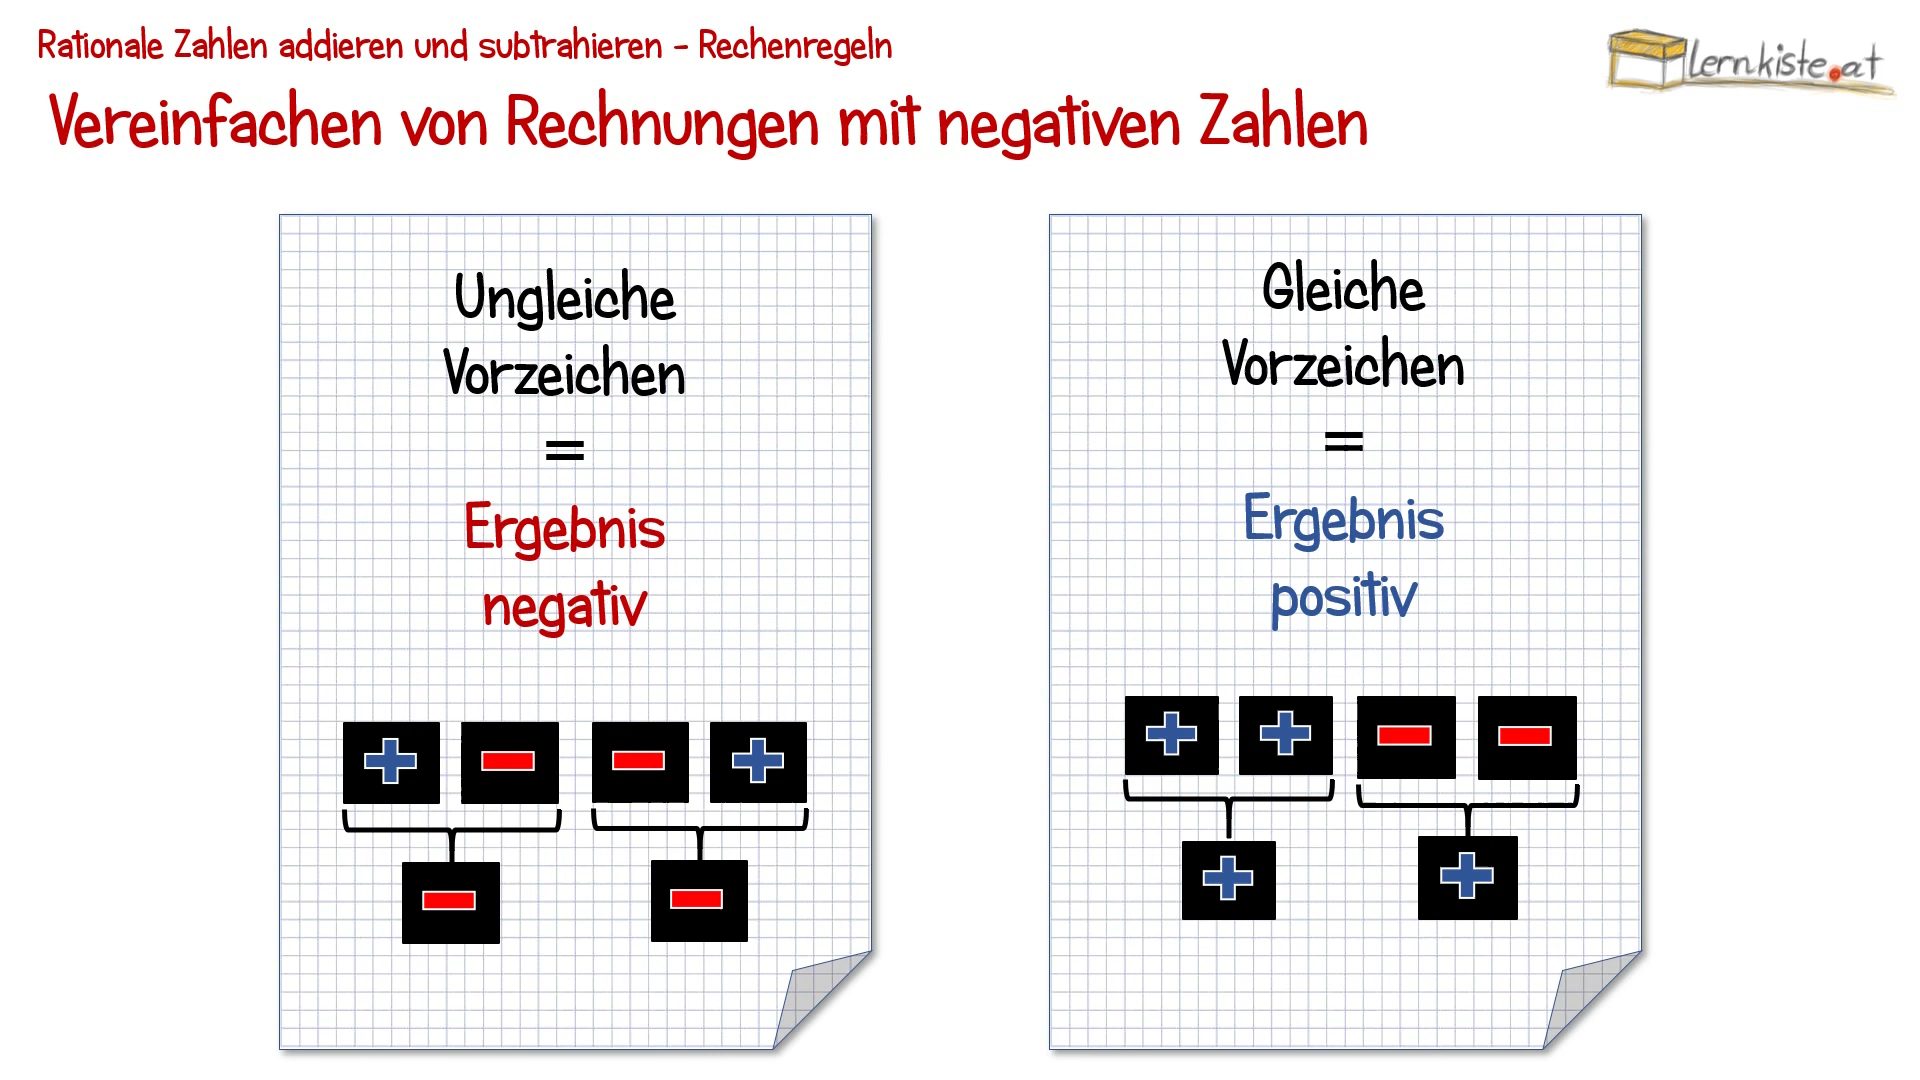 Rationale Zahlen addieren und subtrahieren - Rechenregeln
Lernkiste.at
Vereinfachen von Rechnungen mit negativen Zahlen
Ungleiche
Vorzeichen
=
Ergebnis
negativ
+ - - +
- -
Gleiche
Vorzeichen
=
Ergebnis
positiv
+ + - -
+ +